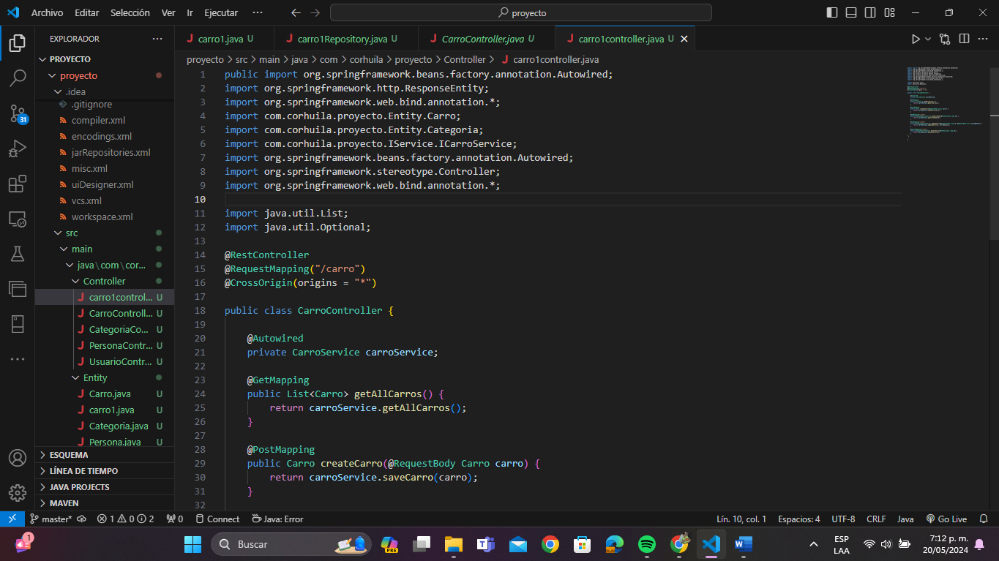 Archivo Editar Selección Ver Ir Ejecutar ··· proyecto
EXPLORADOR ···
PROYECTO
proyecto
.idea
.gitignore
compiler.xml
encodings.xml
jarRepositories.xml
misc.xml
uiDesigner.xml
vcs.xml
workspace.xml
src
main
java\com\cor...
Controller
carro1control... U
CarroControll... U
CategoriaCo... U
PersonaContr... U
UsuarioContr... U
Entity
Carro.java U
carro1.java U
Categoria.java U
Persona.java U
ESQUEMA
LÍNEA DE TIEMPO
JAVA PROJECTS
MAVEN
31
carro1.java U carro1Repository.java U CarroController.java U carro1controller.java U
proyecto > src > main > java > com > corhuila > proyecto > Controller > carro1controller.java
1 public import org.springframework.beans.factory.annotation.Autowired;
2 import org.springframework.http.ResponseEntity;
3 import org.springframework.web.bind.annotation.*;
4 import com.corhuila.proyecto.Entity.Carro;
5 import com.corhuila.proyecto.Entity.Categoria;
6 import com.corhuila.proyecto.IService.ICarroService;
7 import org.springframework.beans.factory.annotation.Autowired;
8 import org.springframework.stereotype.Controller;
9 import org.springframework.web.bind.annotation.*;
10
11 import java.util.List;
12 import java.util.Optional;
13
14 @RestController
15 @RequestMapping("/carro")
16 @CrossOrigin(origins = "*")
17
18 public class CarroController {
19
20 @Autowired
21 private CarroService carroService;
22
23 @GetMapping
24 public List<Carro> getAllCarros() {
25 return carroService.getAllCarros();
26 }
27
28 @PostMapping
29 public Carro createCarro(@RequestBody Carro carro) {
30 return carroService.saveCarro(carro);
31 }
32
master* 1 0 2 0 Connect Java: Error Lín. 10, col. 1 Espacios: 4 UTF-8 CRLF Java Go Live
1 Buscar PRE ESP LAA 7:12 p. m. 20/05/2024